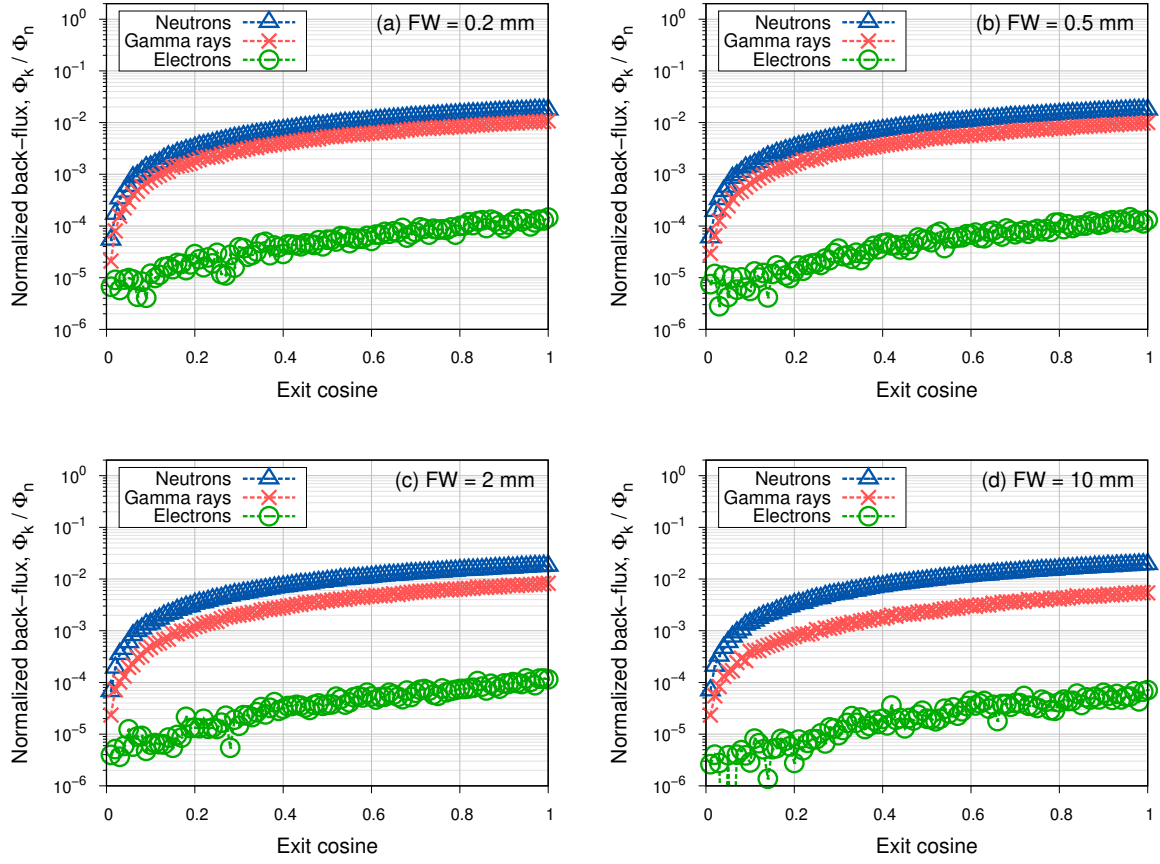 (a) FW = 0.2 mm
Neutrons
Gamma rays
Electrons
Normalized back−flux, Φk / Φn
10^0
10^−1
10^−2
10^−3
10^−4
10^−5
10^−6
0 0.2 0.4 0.6 0.8 1
Exit cosine
(b) FW = 0.5 mm
Neutrons
Gamma rays
Electrons
Normalized back−flux, Φk / Φn
10^0
10^−1
10^−2
10^−3
10^−4
10^−5
10^−6
0 0.2 0.4 0.6 0.8 1
Exit cosine
(c) FW = 2 mm
Neutrons
Gamma rays
Electrons
Normalized back−flux, Φk / Φn
10^0
10^−1
10^−2
10^−3
10^−4
10^−5
10^−6
0 0.2 0.4 0.6 0.8 1
Exit cosine
(d) FW = 10 mm
Neutrons
Gamma rays
Electrons
Normalized back−flux, Φk / Φn
10^0
10^−1
10^−2
10^−3
10^−4
10^−5
10^−6
0 0.2 0.4 0.6 0.8 1
Exit cosine